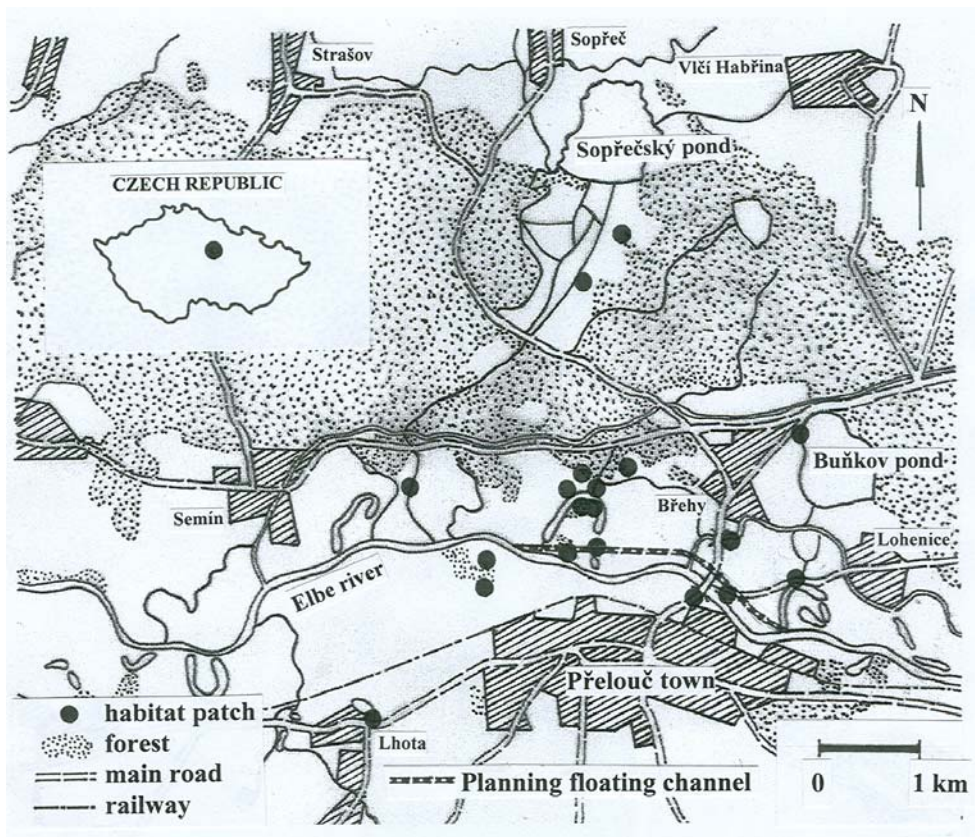 Strašov
Sopřeč
Vlčí Habřina
N
Sopřečský pond
CZECH REPUBLIC
Buňkov pond
Semín
Břehy
Lohenice
Elbe river
Přelouč town
Lhota
habitat patch
forest
main road
railway
Planning floating channel
0 1 km